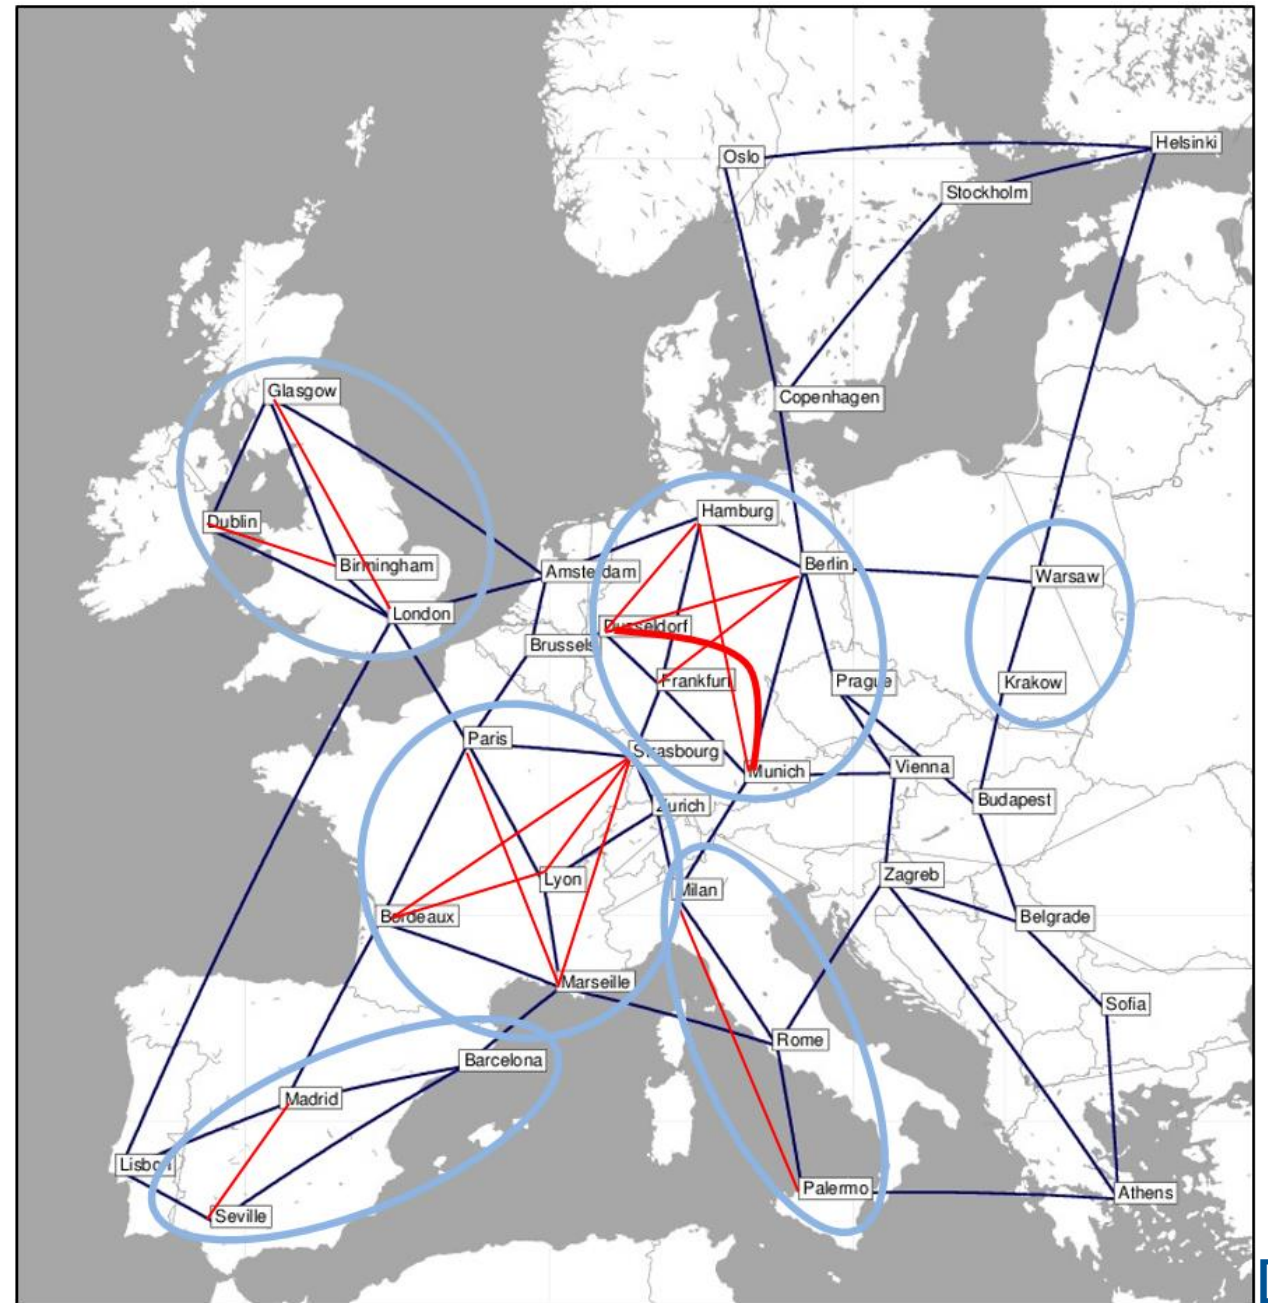 Helsinki
Oslo
Stockholm
Glasgow
Copenhagen
Hamburg
Dublin
Birmingham
Amsterdam
Berlin
Warsaw
London
Dusseldorf
Brussels
Frankfurt
Prague
Krakow
Paris
Strasbourg
Munich
Vienna
Zurich
Budapest
Lyon
Milan
Zagreb
Bordeaux
Belgrade
Marseille
Sofia
Rome
Barcelona
Madrid
Lisbon
Palermo
Athens
Seville